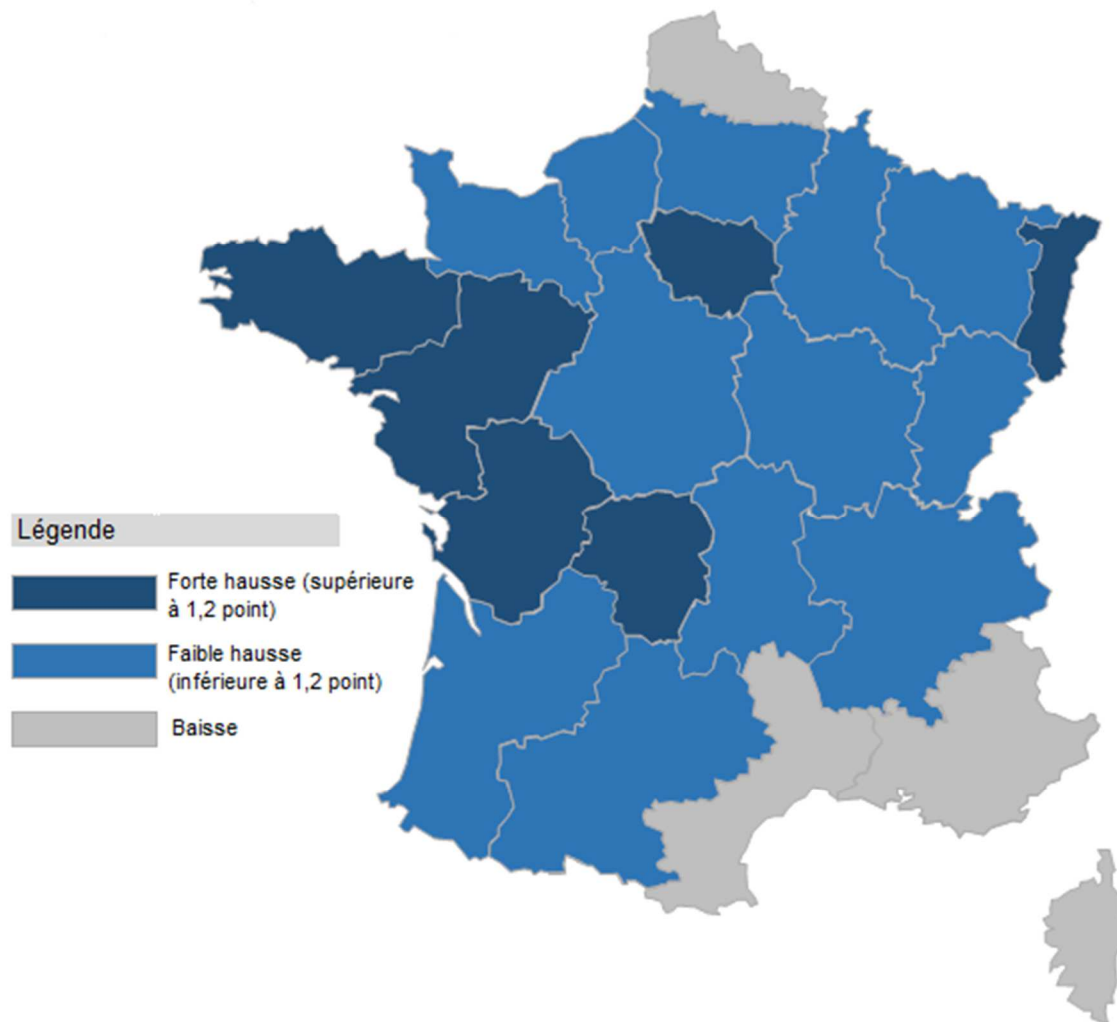 Légende
Forte hausse (supérieure
à 1,2 point)
Faible hausse
(inférieure à 1,2 point)
Baisse